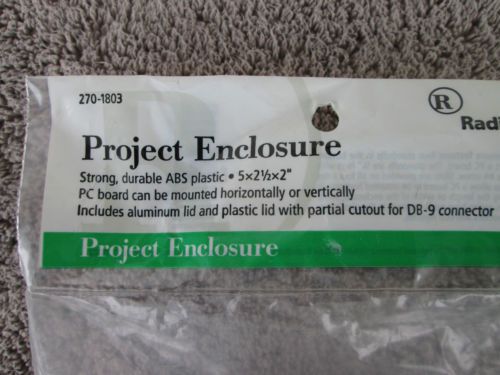 270-1803
®
Radi
Project Enclosure
Strong, durable ABS plastic • 5×2½×2"
PC board can be mounted horizontally or vertically
Includes aluminum lid and plastic lid with partial cutout for DB-9 connector
Project Enclosure